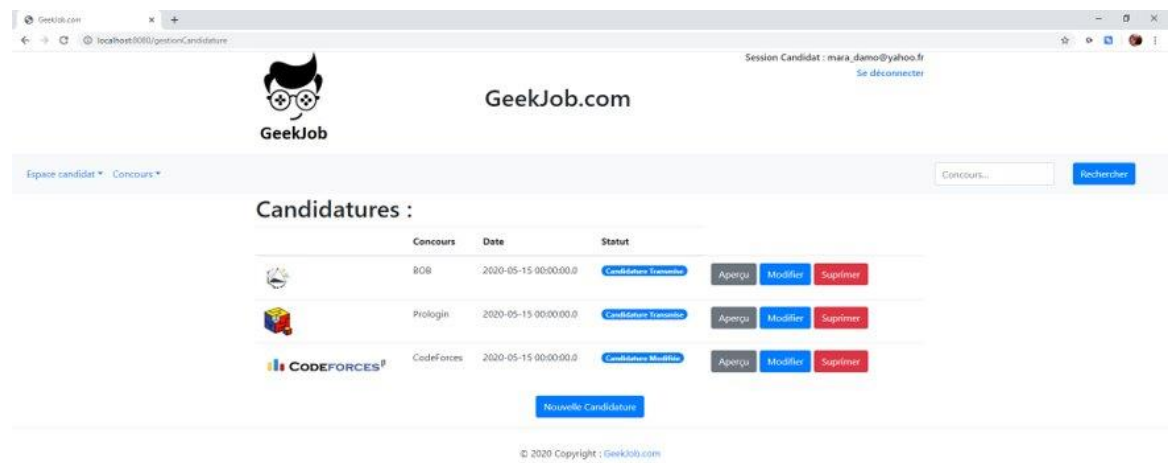 GeekJob.com
localhost:8080/gestionCandidature
Session Candidat : mara_damo@yahoo.fr
Se déconnecter
GeekJob.com
GeekJob
Espace candidat Concours Concours... Rechercher
Candidatures :
Concours Date Statut
BOB 2020-05-15 00:00:00.0 Candidature Transmise Aperçu Modifier Suprimer
Prologin 2020-05-15 00:00:00.0 Candidature Transmise Aperçu Modifier Suprimer
CODEFORCESβ CodeForces 2020-05-15 00:00:00.0 Candidature Modifiée Aperçu Modifier Suprimer
Nouvelle Candidature
© 2020 Copyright : GeekJob.com